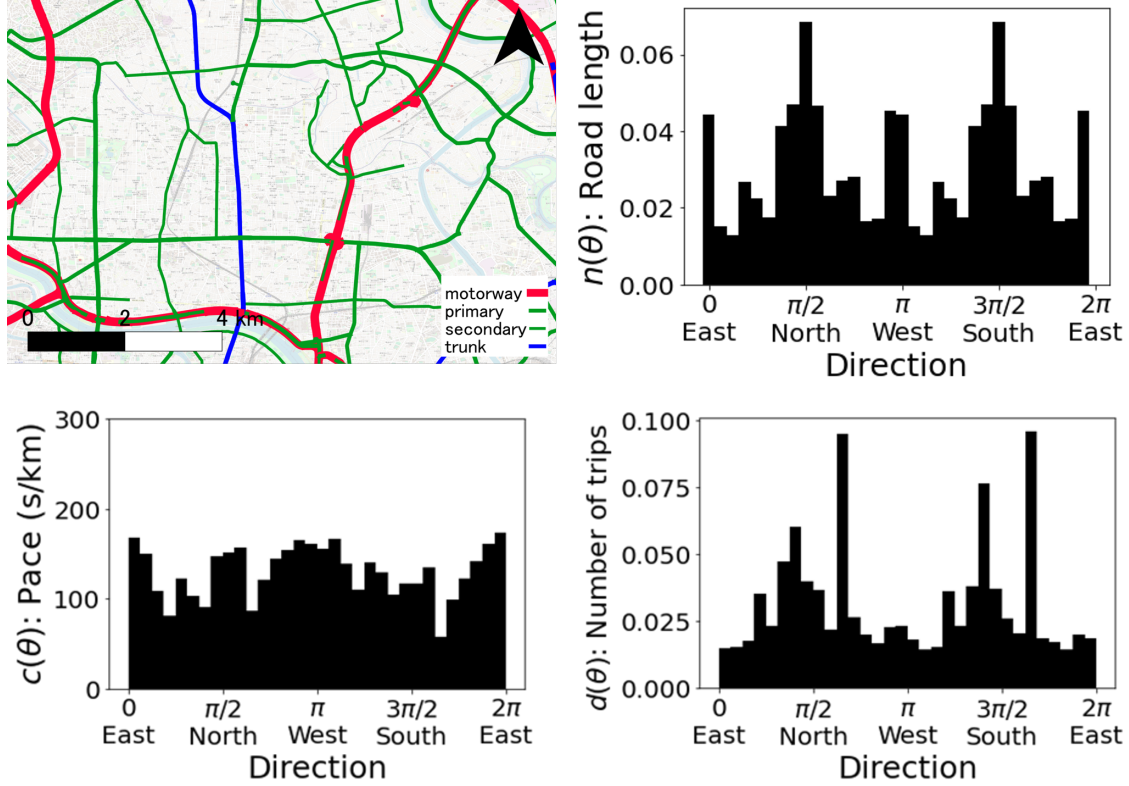 motorway
primary
secondary
trunk
0 2 4 km
n(θ): Road length
0.06
0.04
0.02
0.00
0 π/2 π 3π/2 2π
East North West South East
Direction
c(θ): Pace (s/km)
300
200
100
0
0 π/2 π 3π/2 2π
East North West South East
Direction
d(θ): Number of trips
0.100
0.075
0.050
0.025
0.000
0 π/2 π 3π/2 2π
East North West South East
Direction